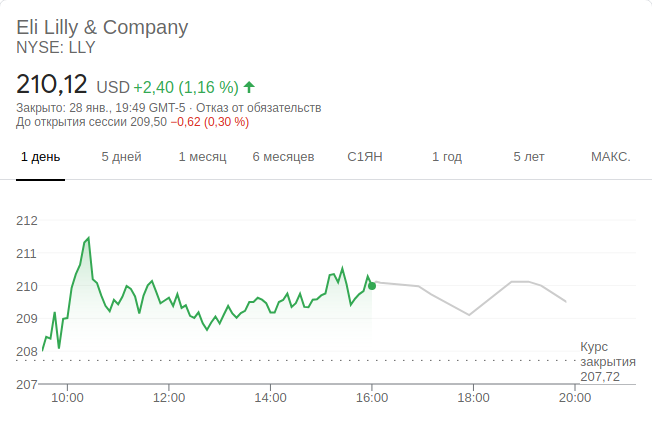 Eli Lilly & Company
NYSE: LLY
210,12 USD +2,40 (1,16 %)
Закрыто: 28 янв., 19:49 GMT-5 · Отказ от обязательств
До открытия сессии 209,50 −0,62 (0,30 %)
1 день 5 дней 1 месяц 6 месяцев С1ЯН 1 год 5 лет МАКС.
212
211
210
209
208
Курс
закрытия
207,72
207
10:00 12:00 14:00 16:00 18:00 20:00